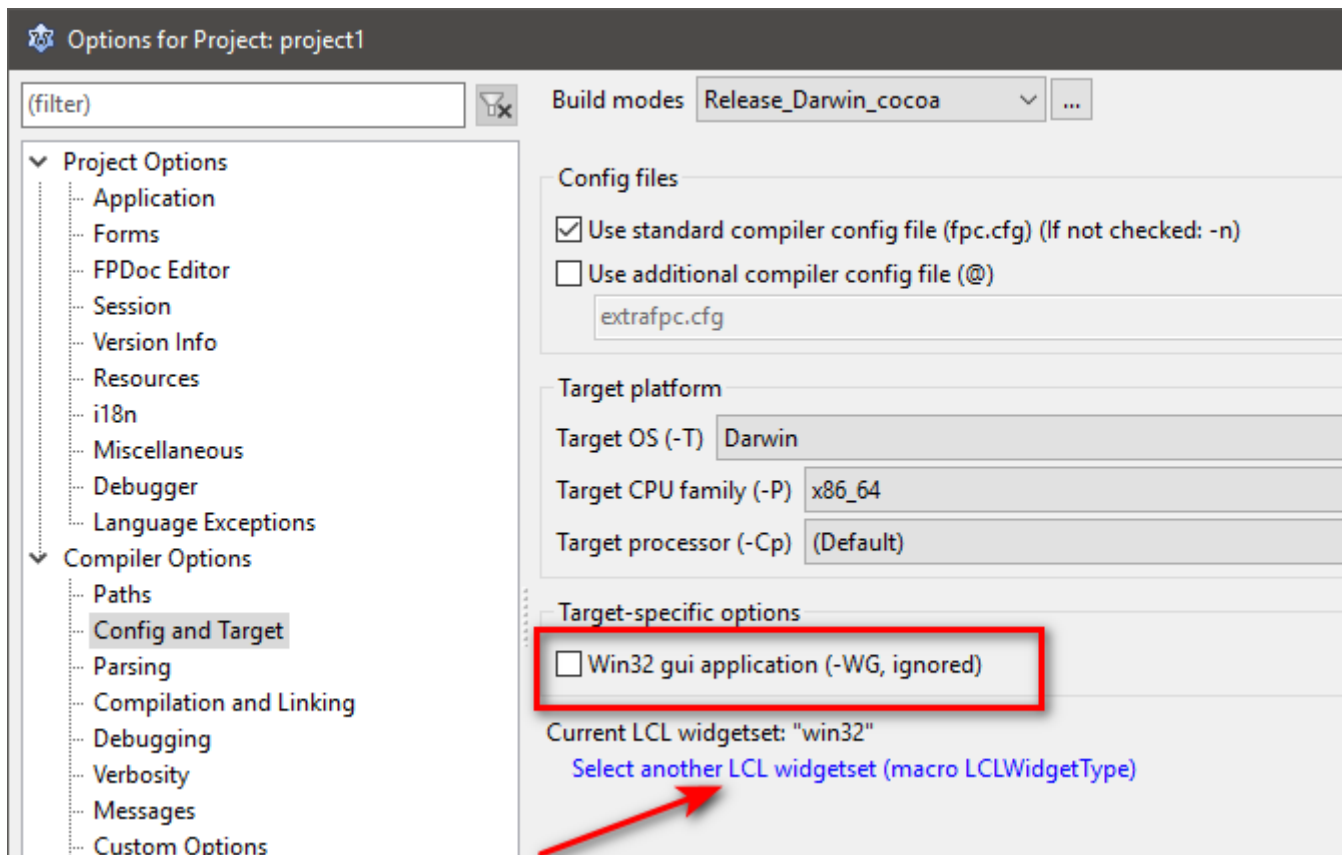 Options for Project: project1
(filter)
Build modes Release_Darwin_cocoa ...
Project Options
Application
Forms
FPDoc Editor
Session
Version Info
Resources
i18n
Miscellaneous
Debugger
Language Exceptions
Compiler Options
Paths
Config and Target
Parsing
Compilation and Linking
Debugging
Verbosity
Messages
Custom Options
Config files
Use standard compiler config file (fpc.cfg) (If not checked: -n)
Use additional compiler config file (@)
extrafpc.cfg
Target platform
Target OS (-T) Darwin
Target CPU family (-P) x86_64
Target processor (-Cp) (Default)
Target-specific options
Win32 gui application (-WG, ignored)
Current LCL widgetset: "win32"
Select another LCL widgetset (macro LCLWidgetType)